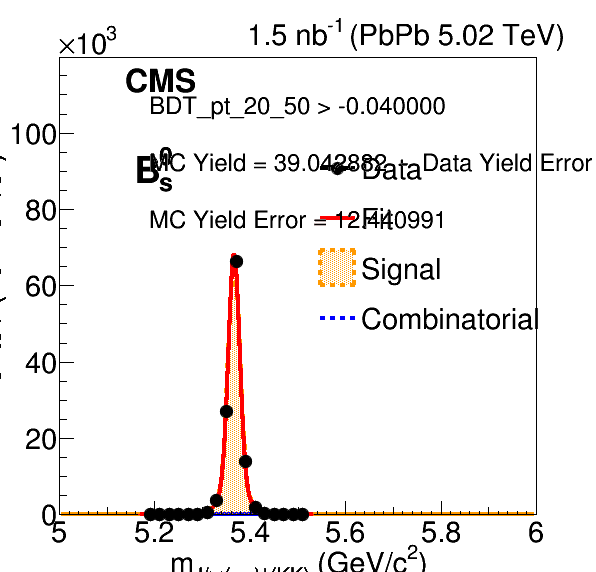 ×10³ 1.5 nb⁻¹ (PbPb 5.02 TeV)
CMS
BDT_pt_20_50 > -0.040000
MC Yield = 39.042882 Data Yield Error
B⁰s
Data
MC Yield Error = 12.440991
Fit
Signal
Combinatorial
100
80
60
40
20
0
5 5.2 5.4 5.6 5.8 6
m (GeV/c²)